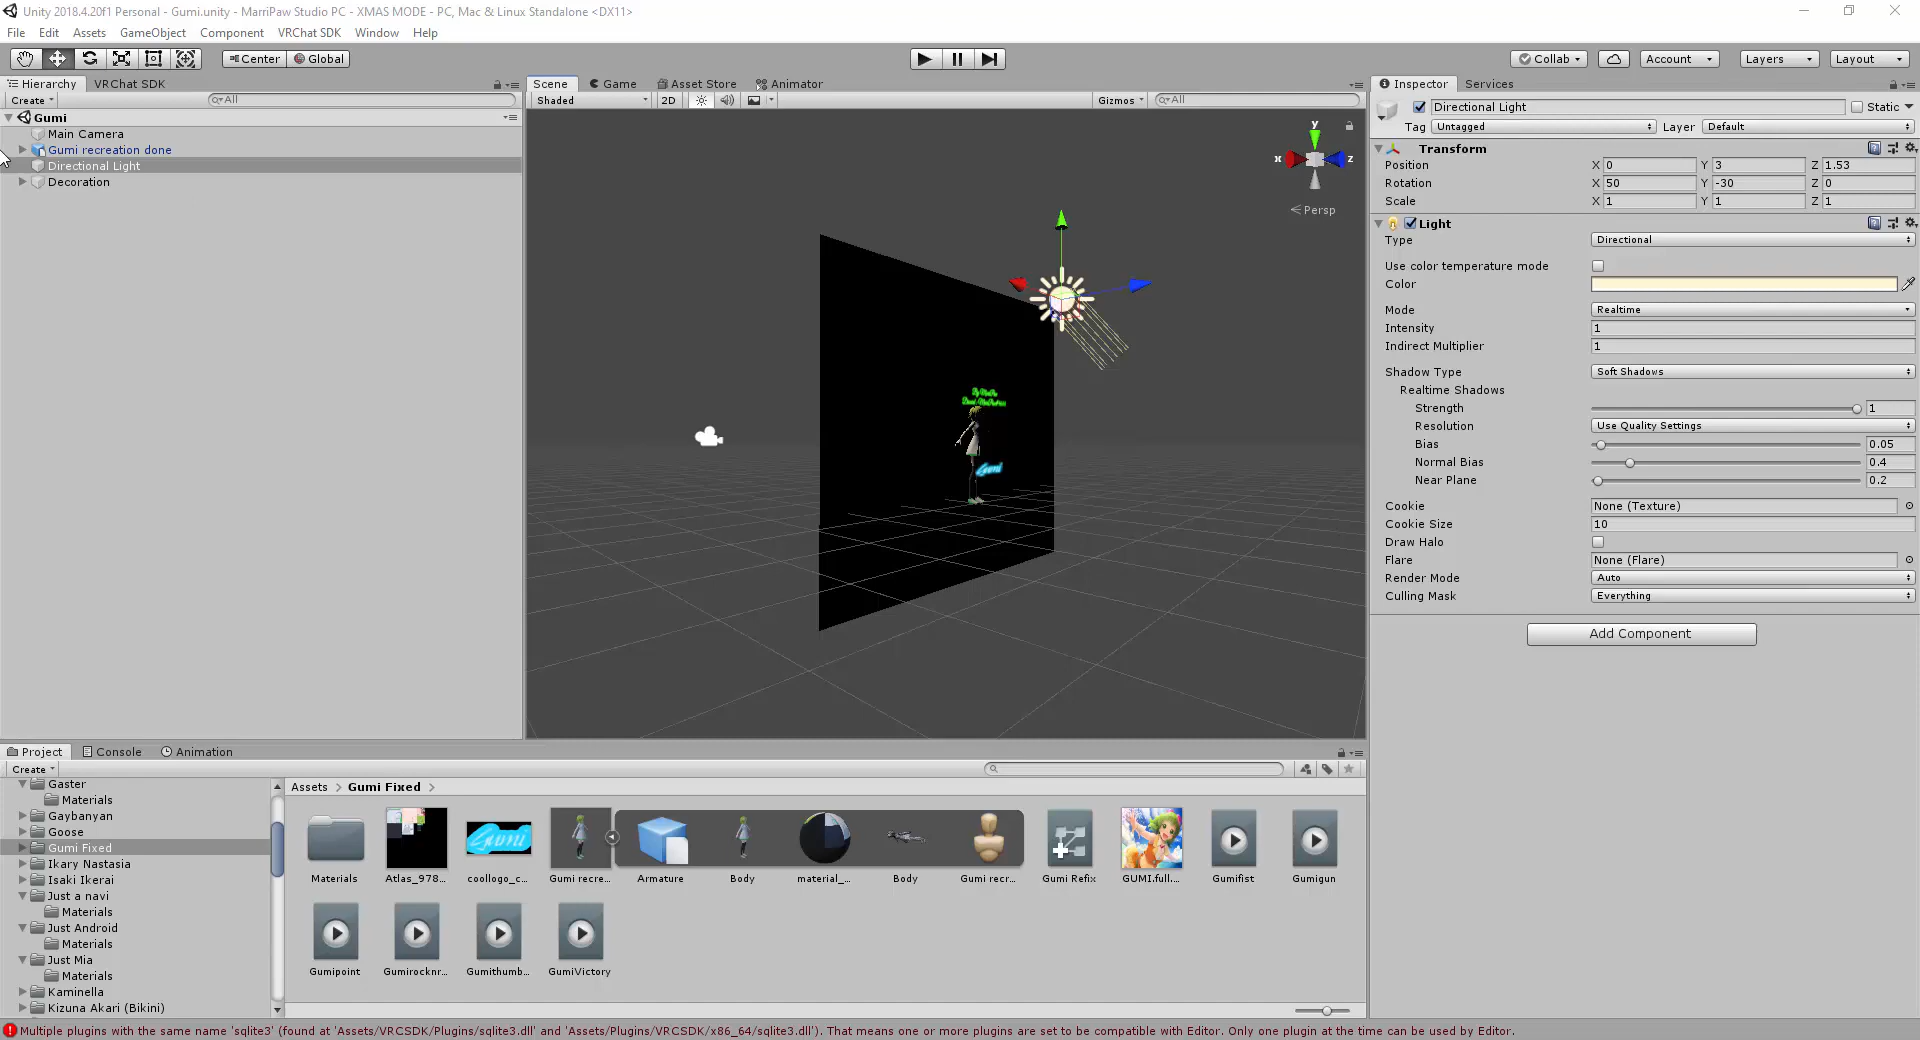 Unity 2018.4.20f1 Personal - Gumi.unity - MarriPaw Studio PC - XMAS MODE - PC, Mac & Linux Standalone <DX11>
File Edit Assets GameObject Component VRChat SDK Window Help
Center Global Collab Account Layers Layout
Hierarchy VRChat SDK
Create All
Gumi
Main Camera
Gumi recreation done
Directional Light
Decoration
Scene Game Asset Store Animator
Shaded 2D Gizmos All
y
x z
Persp
Gumi
Inspector Services
Directional Light Static
Tag Untagged Layer Default
Transform
Position X 0 Y 3 Z 1.53
Rotation X 50 Y -30 Z 0
Scale X 1 Y 1 Z 1
Light
Type Directional
Use color temperature mode
Color
Mode Realtime
Intensity 1
Indirect Multiplier 1
Shadow Type Soft Shadows
Realtime Shadows
Strength 1
Resolution Use Quality Settings
Bias 0.05
Normal Bias 0.4
Near Plane 0.2
Cookie None (Texture)
Cookie Size 10
Draw Halo
Flare None (Flare)
Render Mode Auto
Culling Mask Everything
Add Component
Project Console Animation
Create
Gaster
Materials
Gaybanyan
Goose
Gumi Fixed
Ikary Nastasia
Isaki Ikerai
Just a navi
Materials
Just Android
Materials
Just Mia
Materials
Kaminella
Kizuna Akari (Bikini)
Assets > Gumi Fixed >
Gumi
Materials Atlas_978... coollogo_c... Gumi recre... Armature Body material_... Body Gumi recr... Gumi Refix GUMI.full.... Gumifist Gumigun
Gumipoint Gumirocknr... Gumithumb... GumiVictory
Multiple plugins with the same name 'sqlite3' (found at 'Assets/VRCSDK/Plugins/sqlite3.dll' and 'Assets/Plugins/VRCSDK/x86_64/sqlite3.dll'). That means one or more plugins are set to be compatible with Editor. Only one plugin at the time can be used by Editor.